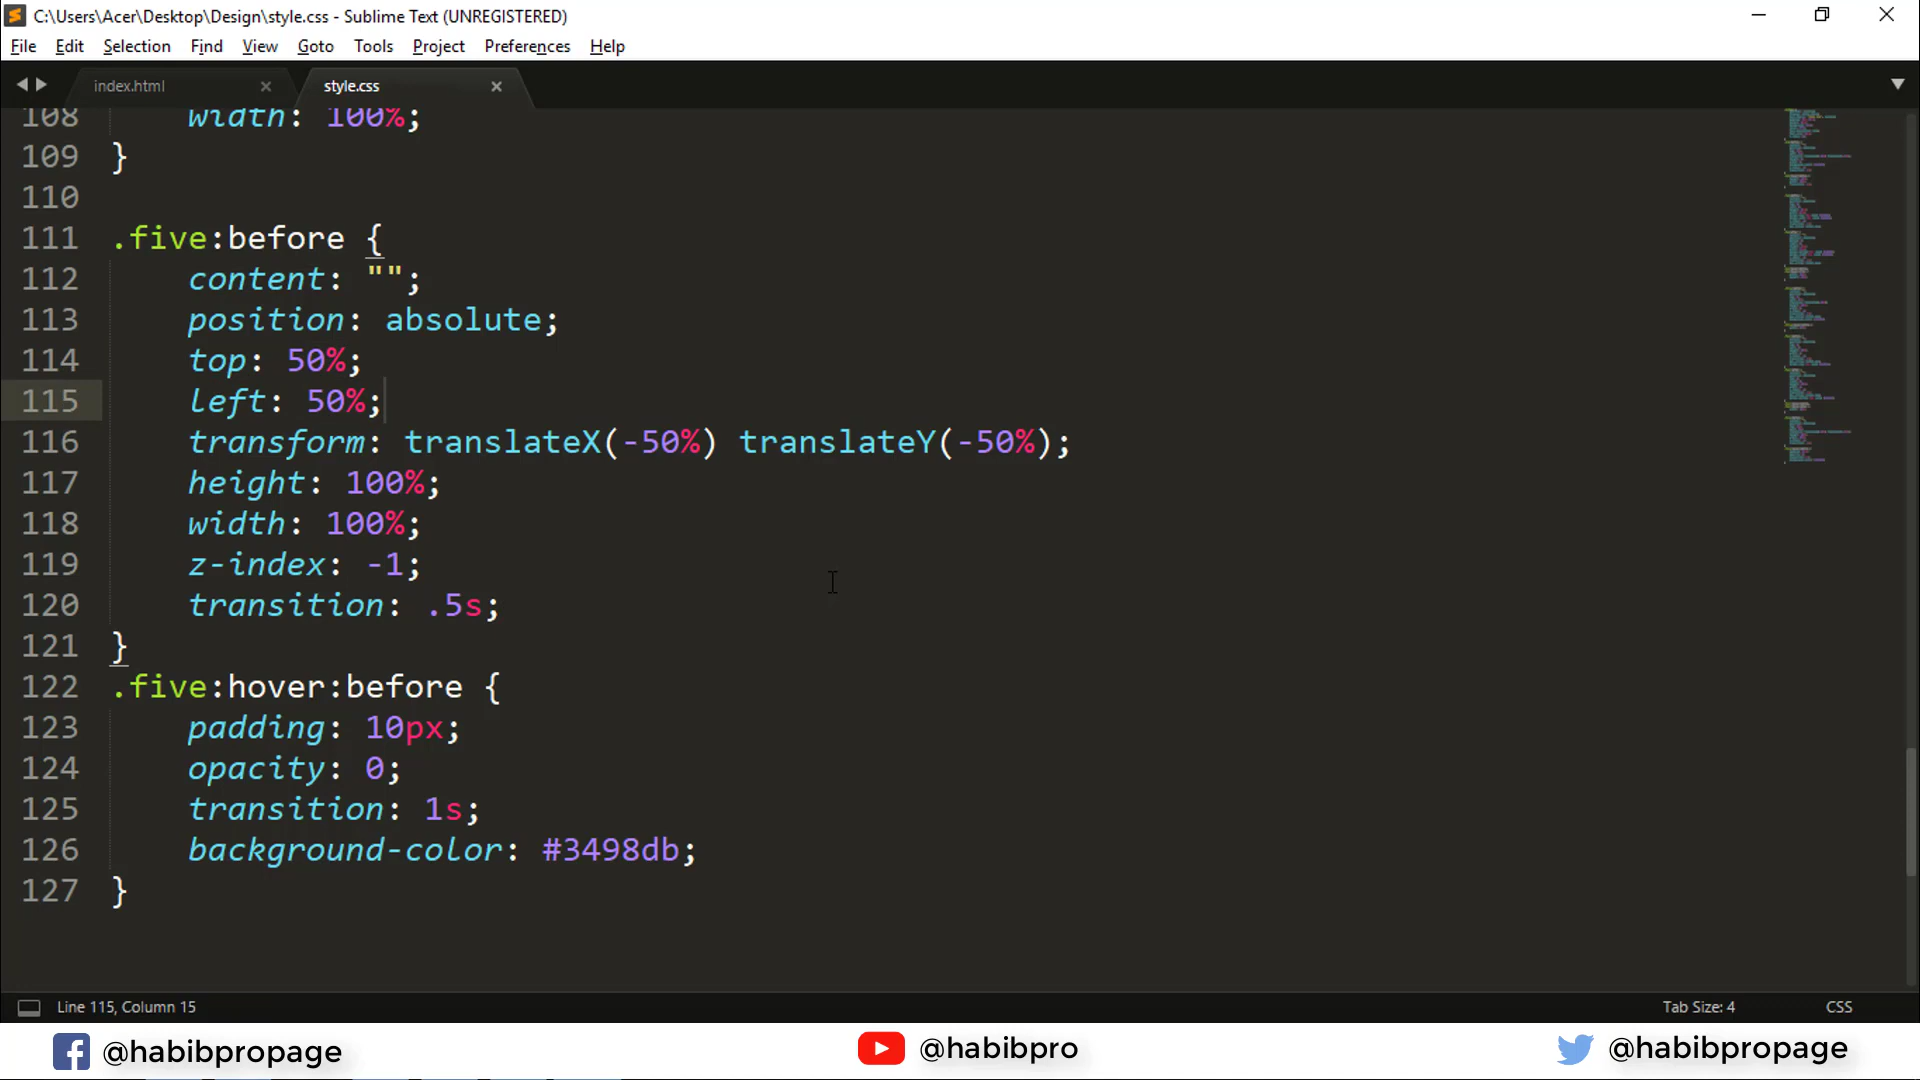 C:\Users\Acer\Desktop\Design\style.css - Sublime Text (UNREGISTERED)
File Edit Selection Find View Goto Tools Project Preferences Help
index.html style.css
108 width: 100%;
109 }
110
111 .five:before {
112 content: "";
113 position: absolute;
114 top: 50%;
115 left: 50%;
116 transform: translateX(-50%) translateY(-50%);
117 height: 100%;
118 width: 100%;
119 z-index: -1;
120 transition: .5s;
121 }
122 .five:hover:before {
123 padding: 10px;
124 opacity: 0;
125 transition: 1s;
126 background-color: #3498db;
127 }
Line 115, Column 15 Tab Size: 4 CSS
@habibpropage @habibpro @habibpropage